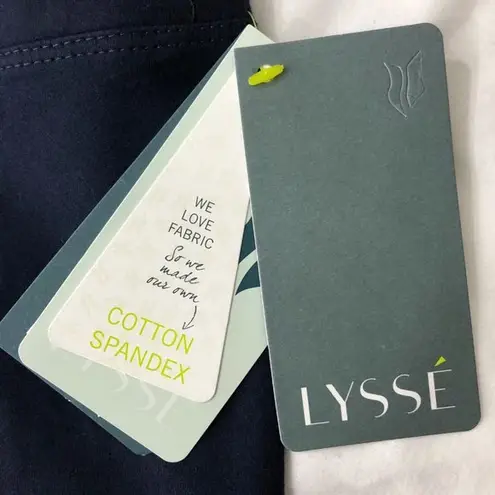 WE
LOVE
FABRIC
So we
made
our own
COTTON
SPANDEX
LYSSÉ